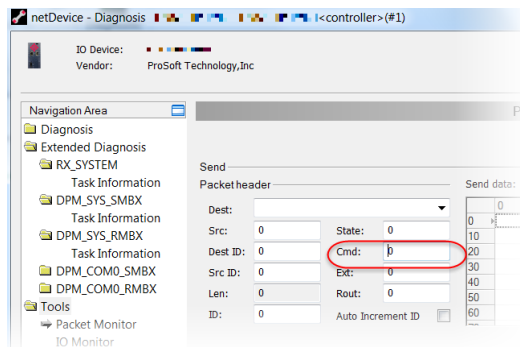 netDevice - Diagnosis <controller>(#1)
IO Device:
Vendor: ProSoft Technology,Inc
Navigation Area
Diagnosis
Extended Diagnosis
RX_SYSTEM
Task Information
DPM_SYS_SMBX
Task Information
DPM_SYS_RMBX
Task Information
DPM_COM0_SMBX
DPM_COM0_RMBX
Tools
Packet Monitor
IO Monitor
P
Send
Packet header
Dest:
Src: 0 State: 0
Dest ID: 0 Cmd: 0
Src ID: 0 Ext: 0
Len: 0 Rout: 0
ID: 0 Auto Increment ID
Send data:
0
0
10
20
30
40
50
60